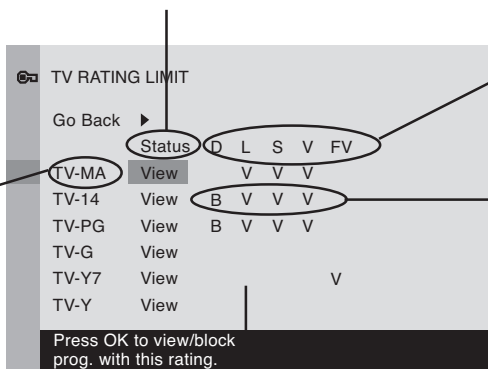 TV RATING LIMIT
Go Back
Status D L S V FV
TV-MA View V V V
TV-14 View B V V V
TV-PG View B V V V
TV-G View
TV-Y7 View V
TV-Y View
Press OK to view/block
prog. with this rating.